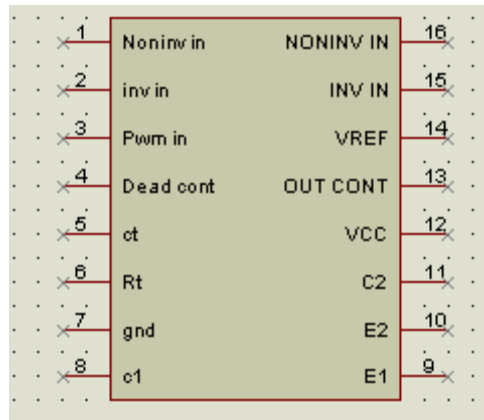 1 Noninv in NONINV IN 16
2 inv in INV IN 15
3 Pwm in VREF 14
4 Dead cont OUT CONT 13
5 ct VCC 12
6 Rt C2 11
7 gnd E2 10
8 c1 E1 9